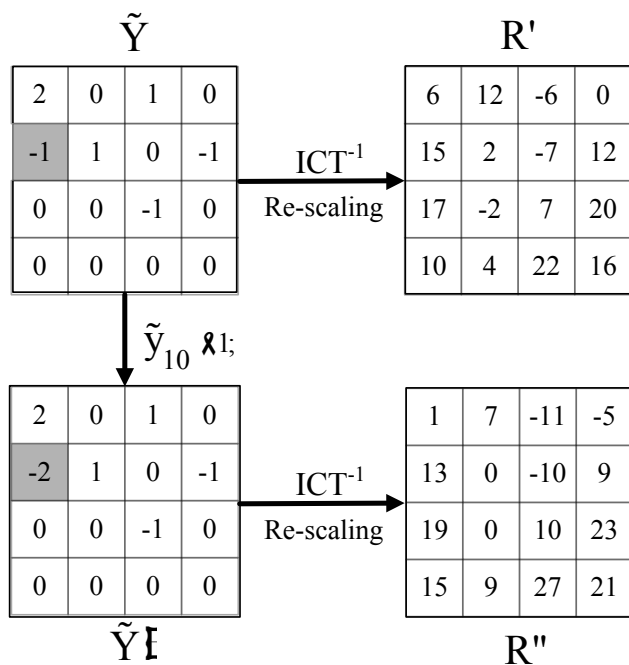 Ỹ R'
2 0 1 0
-1 1 0 -1
0 0 -1 0
0 0 0 0
ICT⁻¹
Re-scaling
6 12 -6 0
15 2 -7 12
17 -2 7 20
10 4 22 16
ỹ₁₀ 1;
2 0 1 0
-2 1 0 -1
0 0 -1 0
0 0 0 0
ICT⁻¹
Re-scaling
1 7 -11 -5
13 0 -10 9
19 0 10 23
15 9 27 21
Ỹ
R"